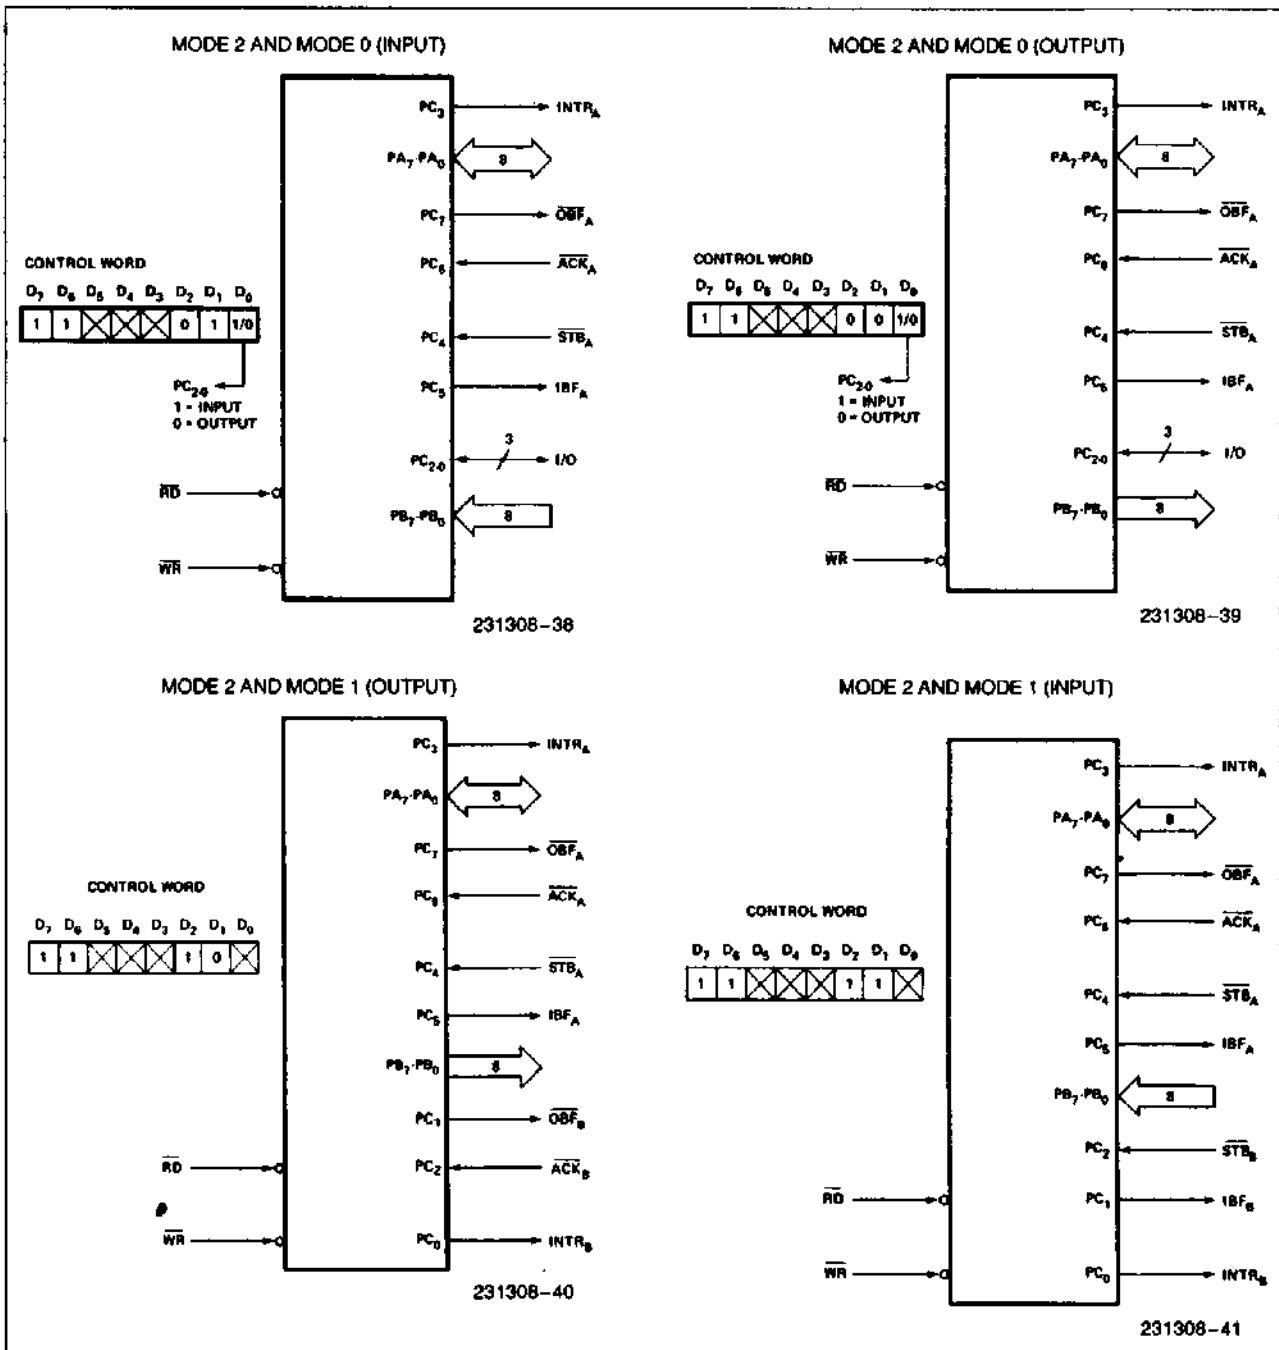 MODE 2 AND MODE 0 (INPUT)
PC3
INTRA
PA7-PA0
8
PC7
OBFA
CONTROL WORD
PC6
ACKA
D7 D6 D5 D4 D3 D2 D1 D0
1 1 0 1 1/0
PC4
STBA
PC2-0
1 = INPUT
0 = OUTPUT
PC5
IBFA
3
PC2-0
I/O
RD
PB7-PB0
8
WR
231308-38
MODE 2 AND MODE 0 (OUTPUT)
PC3
INTRA
PA7-PA0
8
PC7
OBFA
CONTROL WORD
PC6
ACKA
D7 D6 D5 D4 D3 D2 D1 D0
1 1 0 0 1/0
PC4
STBA
PC2-0
1 = INPUT
0 = OUTPUT
PC5
IBFA
3
PC2-0
I/O
RD
PB7-PB0
8
WR
231308-39
MODE 2 AND MODE 1 (OUTPUT)
PC3
INTRA
PA7-PA0
8
PC7
OBFA
CONTROL WORD
PC6
ACKA
D7 D6 D5 D4 D3 D2 D1 D0
1 1 1 0
PC4
STBA
PC5
IBFA
PB7-PB0
8
PC1
OBFB
RD
PC2
ACKB
WR
PC0
INTRB
231308-40
MODE 2 AND MODE 1 (INPUT)
PC3
INTRA
PA7-PA0
8
PC7
OBFA
CONTROL WORD
PC6
ACKA
D7 D6 D5 D4 D3 D2 D1 D0
1 1 1 1
PC4
STBA
PC5
IBFA
PB7-PB0
8
PC2
STBB
RD
PC1
IBFB
WR
PC0
INTRB
231308-41